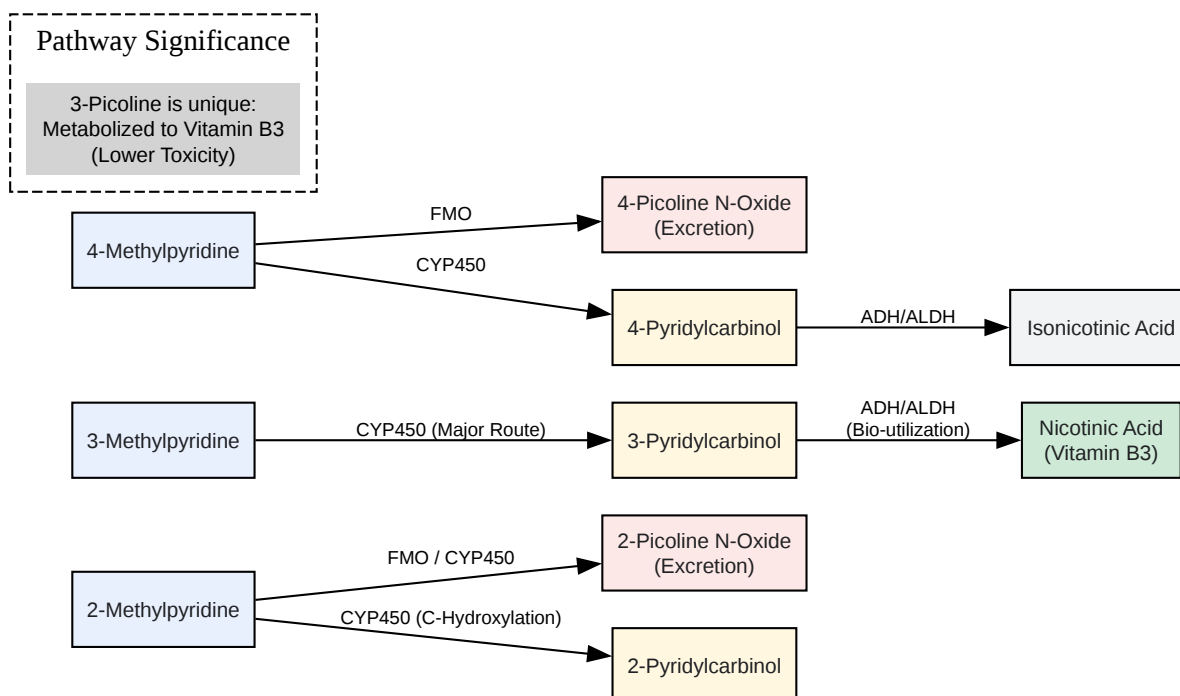 Pathway Significance
3-Picoline is unique:
Metabolized to Vitamin B3
(Lower Toxicity)
4-Methylpyridine
FMO
4-Picoline N-Oxide
(Excretion)
CYP450
4-Pyridylcarbinol
ADH/ALDH
Isonicotinic Acid
3-Methylpyridine
CYP450 (Major Route)
3-Pyridylcarbinol
ADH/ALDH
(Bio-utilization)
Nicotinic Acid
(Vitamin B3)
2-Methylpyridine
FMO / CYP450
2-Picoline N-Oxide
(Excretion)
CYP450 (C-Hydroxylation)
2-Pyridylcarbinol